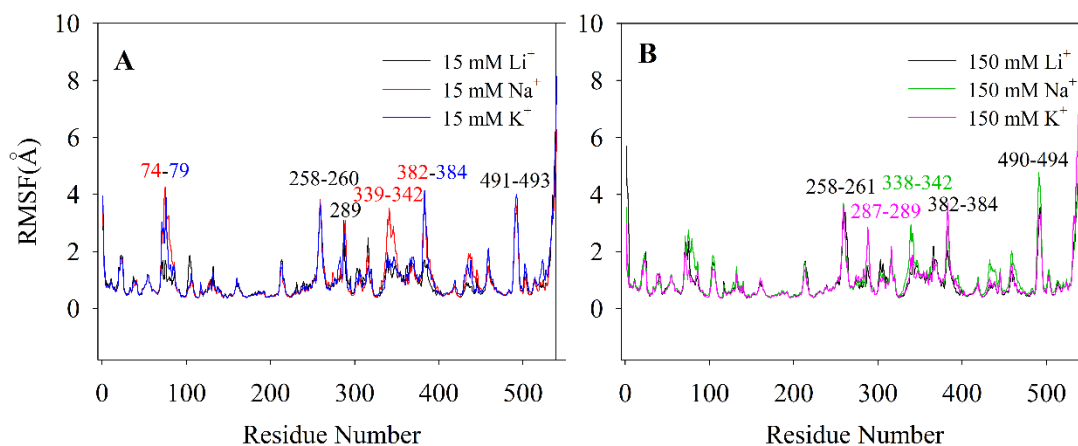 A
15 mM Li⁺
15 mM Na⁺
15 mM K⁺
74-79
258-260
289
339-342
382-384
491-493
10
8
6
4
2
0
RMSF(Å)
0 100 200 300 400 500
Residue Number
B
150 mM Li⁺
150 mM Na⁺
150 mM K⁺
258-261
287-289
338-342
382-384
490-494
10
8
6
4
2
0
0 100 200 300 400 500
Residue Number